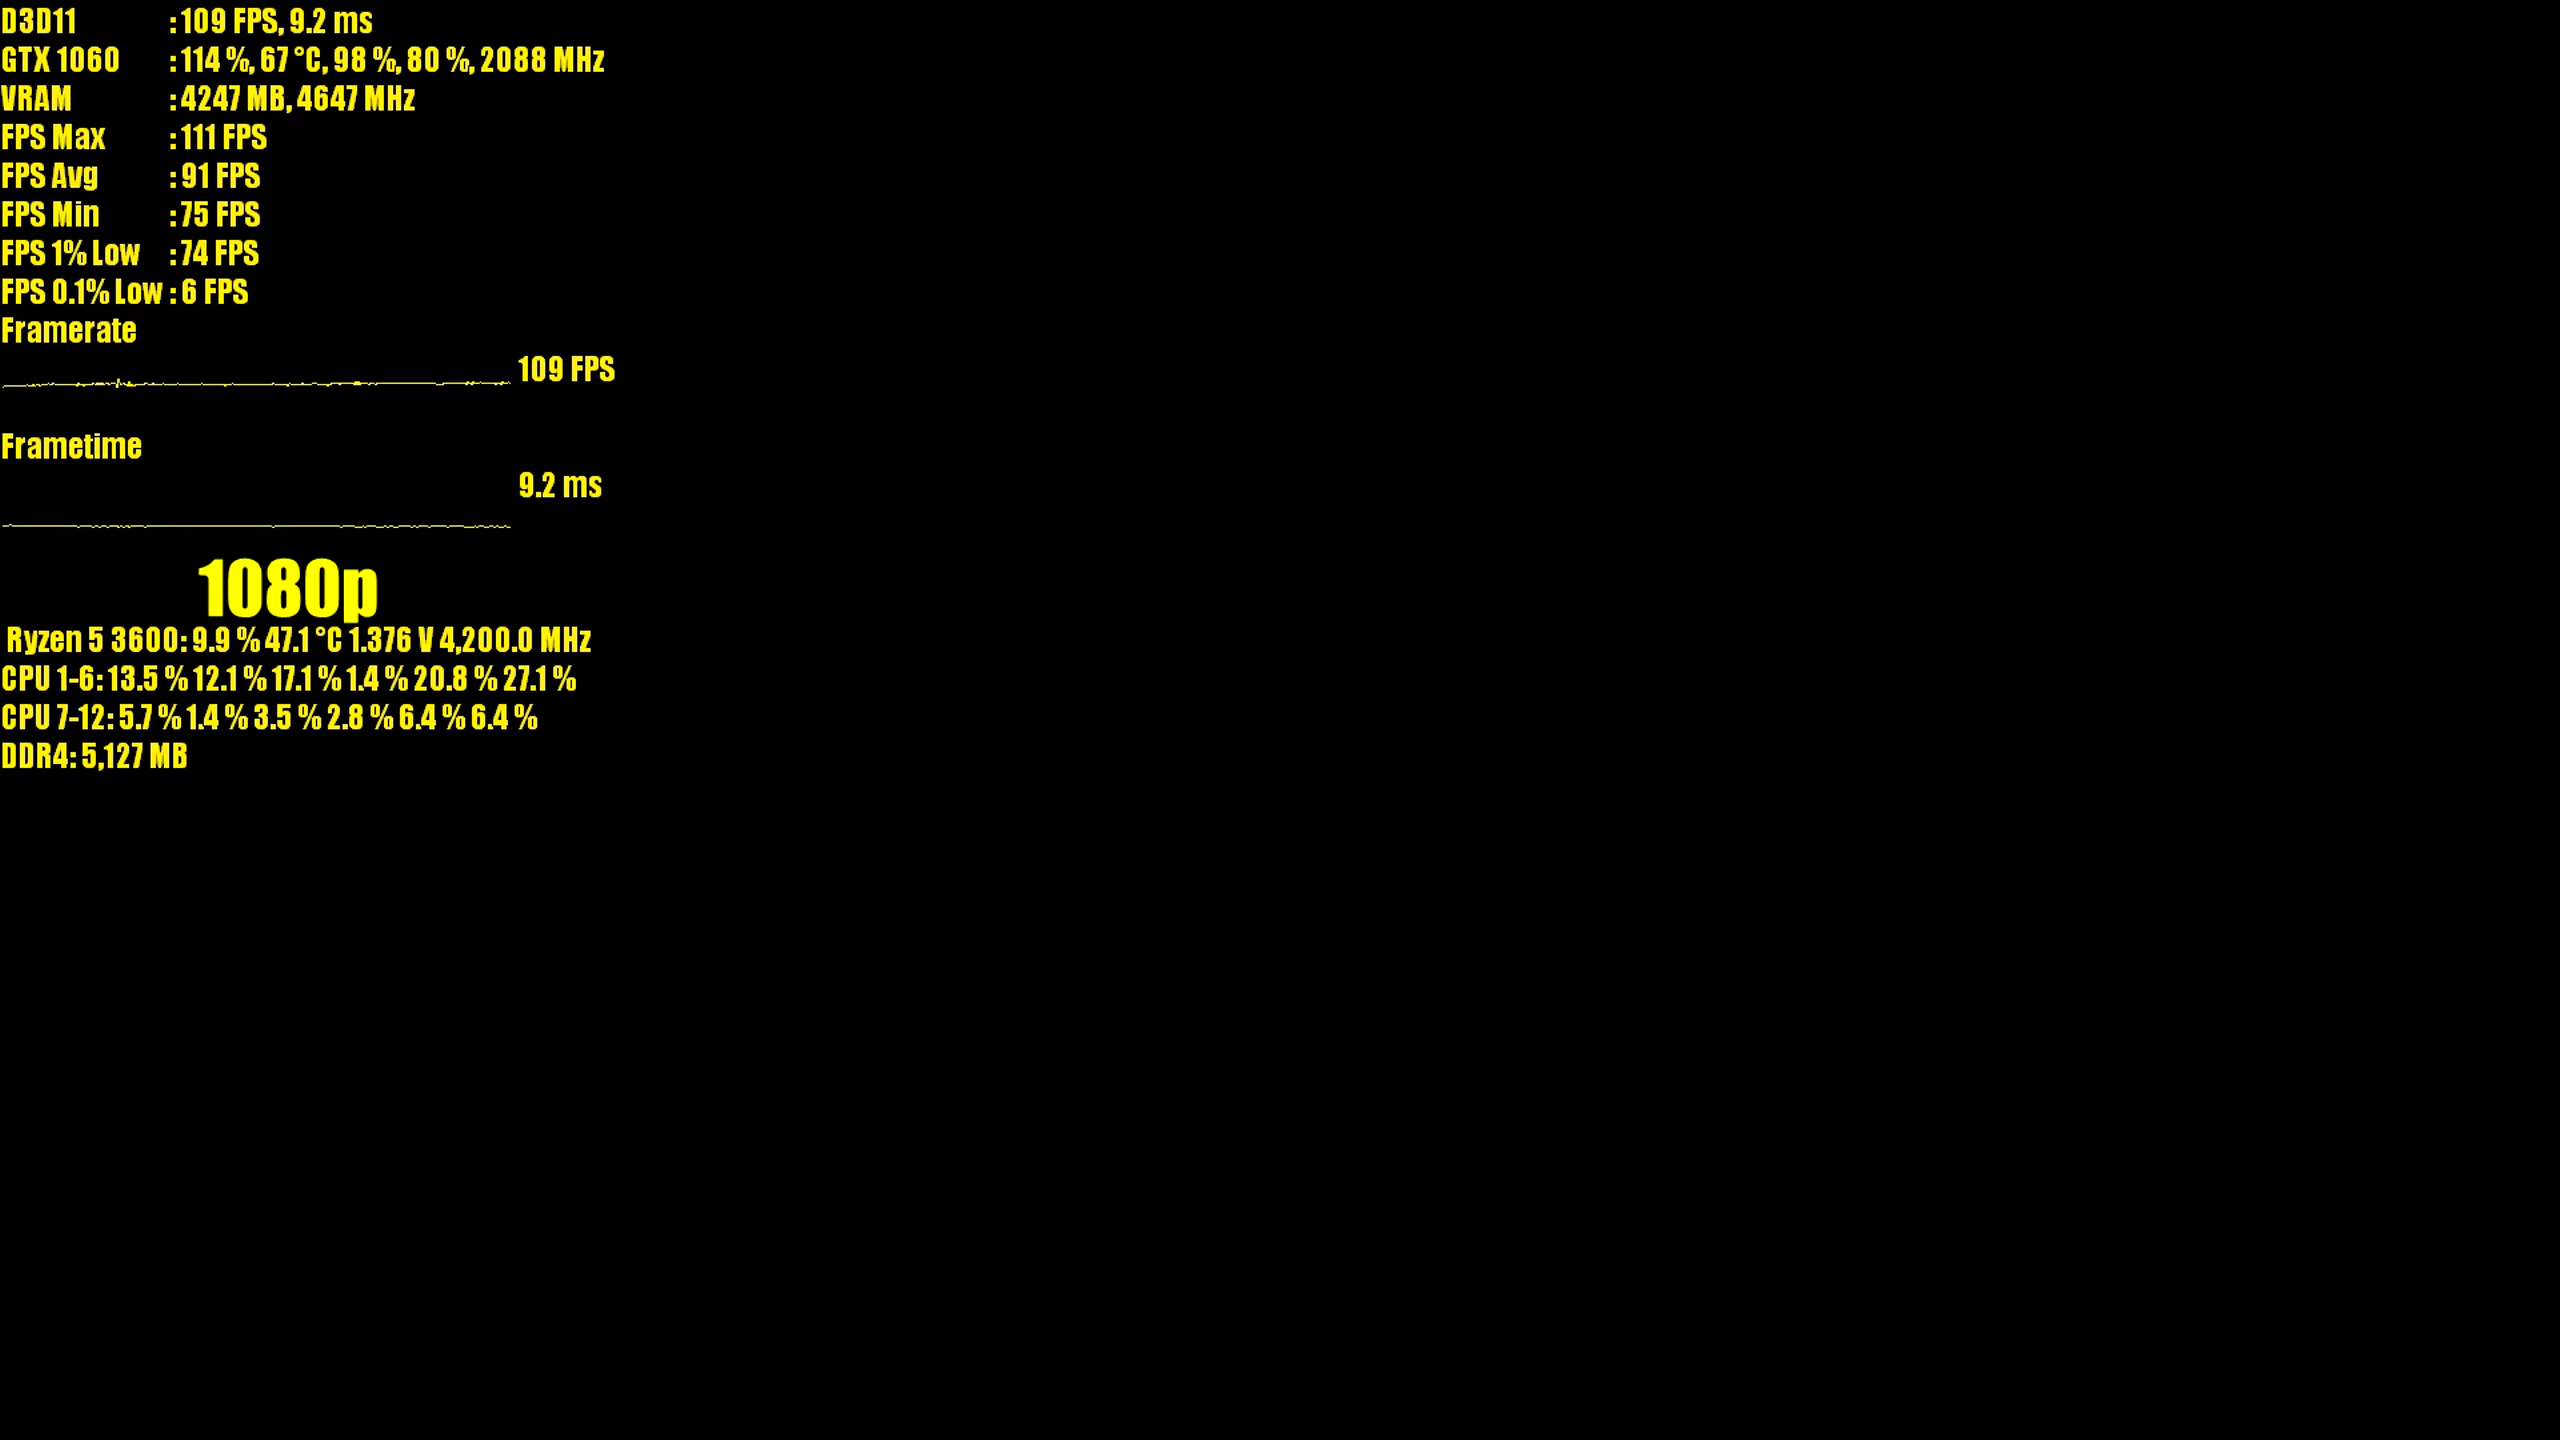 D3D11 : 109 FPS, 9.2 ms
GTX 1060 : 114 %, 67 °C, 98 %, 80 %, 2088 MHz
VRAM : 4247 MB, 4647 MHz
FPS Max : 111 FPS
FPS Avg : 91 FPS
FPS Min : 75 FPS
FPS 1% Low : 74 FPS
FPS 0.1% Low : 6 FPS
Framerate
109 FPS
Frametime
9.2 ms
1080p
Ryzen 5 3600: 9.9 % 47.1 °C 1.376 V 4,200.0 MHz
CPU 1-6: 13.5 % 12.1 % 17.1 % 1.4 % 20.8 % 27.1 %
CPU 7-12: 5.7 % 1.4 % 3.5 % 2.8 % 6.4 % 6.4 %
DDR4: 5,127 MB